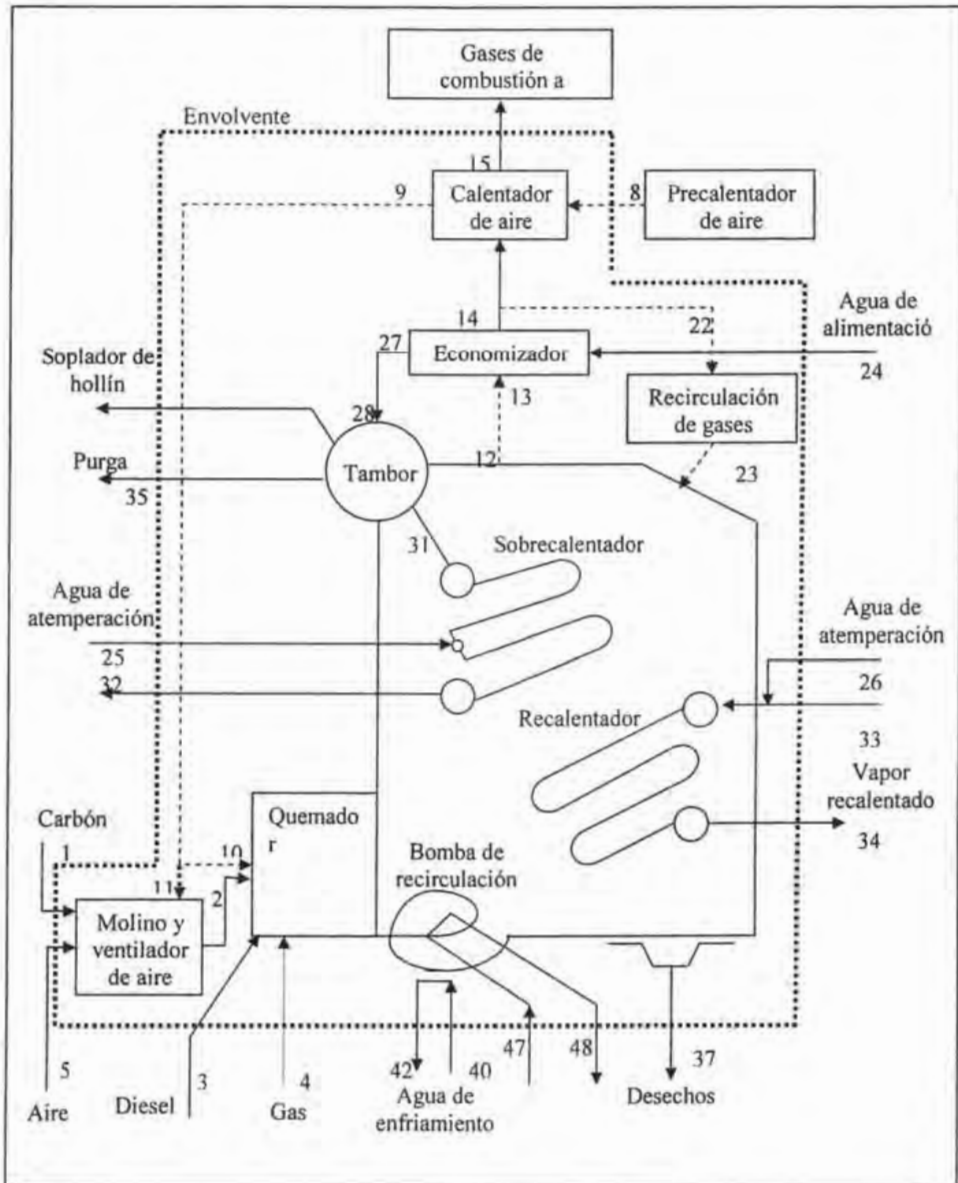 Gases de
combustión a
Envolvente
15
9
Calentador
de aire
8
Precalentador
de aire
14
22
Agua de
alimentació
27
Economizador
24
Soplador de
hollín
13
Recirculación
de gases
28
Purga
Tambor
12
23
35
31
Sobrecalentador
Agua de
atemperación
Agua de
atemperación
25
26
32
Recalentador
33
Vapor
recalentado
34
Carbón
Quemado
r
1
10
Bomba de
recirculación
11
2
Molino y
ventilador
de aire
5
3
4
42
40
47
48
37
Aire
Diesel
Gas
Agua de
enfriamiento
Desechos